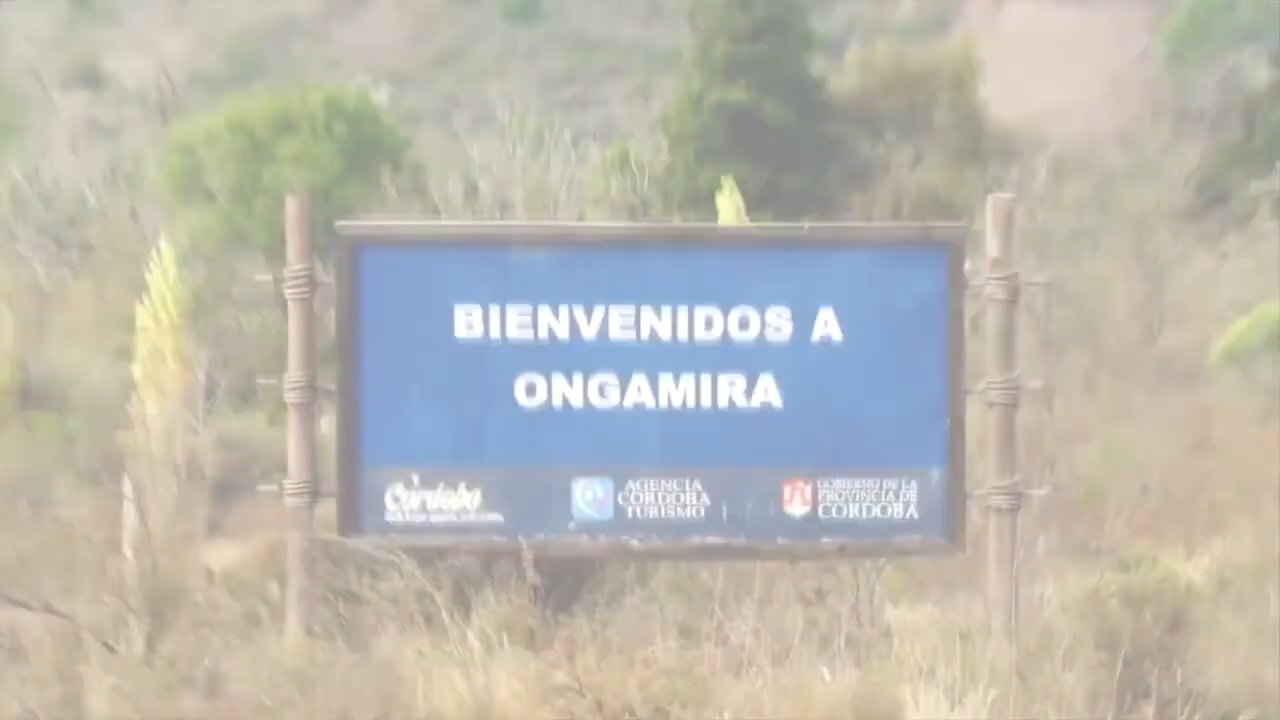 BIENVENIDOS A
ONGAMIRA
Córdoba
AGENCIA
CÓRDOBA
TURISMO
GOBIERNO DE LA
PROVINCIA DE
CÓRDOBA